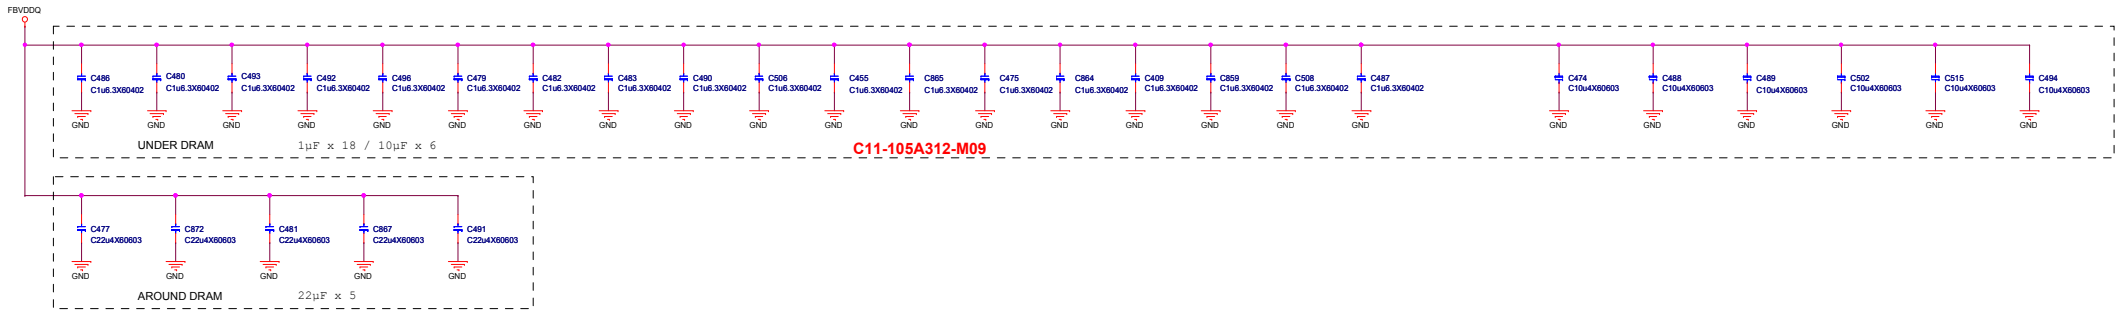 FBVDDQ
C486 C480 C493 C492 C496 C479 C482 C483 C490 C506 C455 C865 C475 C864 C409 C859 C508 C487 C474 C488 C489 C502 C515 C494
C1u6.3X60402 C1u6.3X60402 C1u6.3X60402 C1u6.3X60402 C1u6.3X60402 C1u6.3X60402 C1u6.3X60402 C1u6.3X60402 C1u6.3X60402 C1u6.3X60402 C1u6.3X60402 C1u6.3X60402 C1u6.3X60402 C1u6.3X60402 C1u6.3X60402 C1u6.3X60402 C1u6.3X60402 C1u6.3X60402 C10u4X60603 C10u4X60603 C10u4X60603 C10u4X60603 C10u4X60603 C10u4X60603
GND GND GND GND GND GND GND GND GND GND GND GND GND GND GND GND GND GND GND GND GND GND GND GND
UNDER DRAM 1µF x 18 / 10µF x 6 C11-105A312-M09
C477 C872 C481 C867 C491
C22u4X60603 C22u4X60603 C22u4X60603 C22u4X60603 C22u4X60603
GND GND GND GND GND
AROUND DRAM 22µF x 5